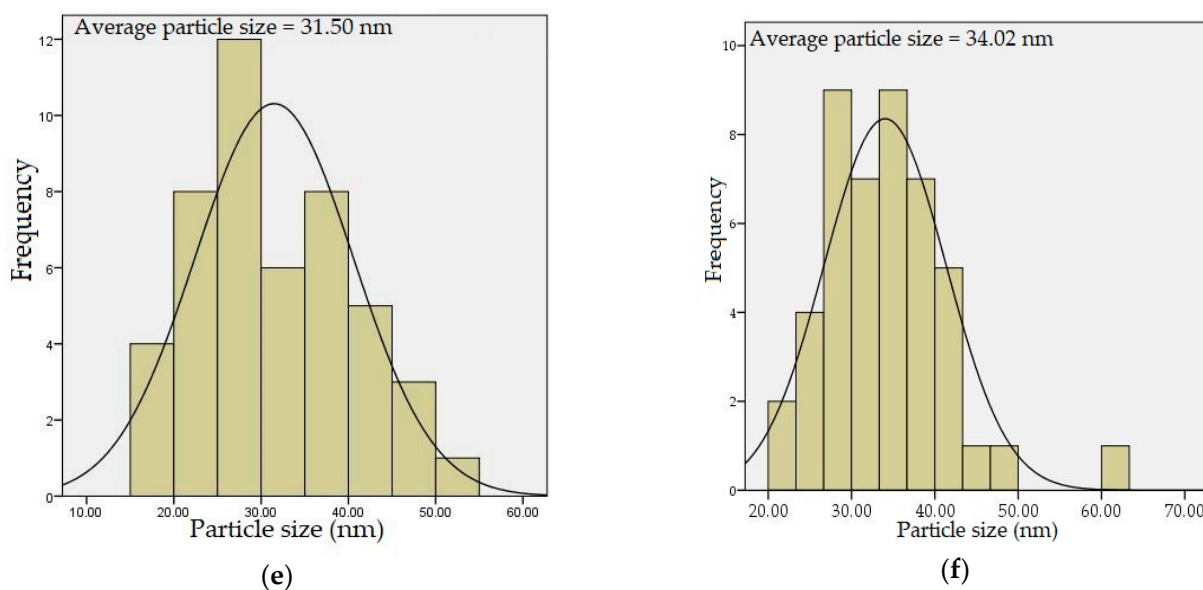 Average particle size = 31.50 nm
12
10
8
6
4
2
0
Frequency
10.00 20.00 30.00 40.00 50.00 60.00
Particle size (nm)
(e)
Average particle size = 34.02 nm
10
8
6
4
2
0
Frequency
20.00 30.00 40.00 50.00 60.00 70.00
Particle size (nm)
(f)